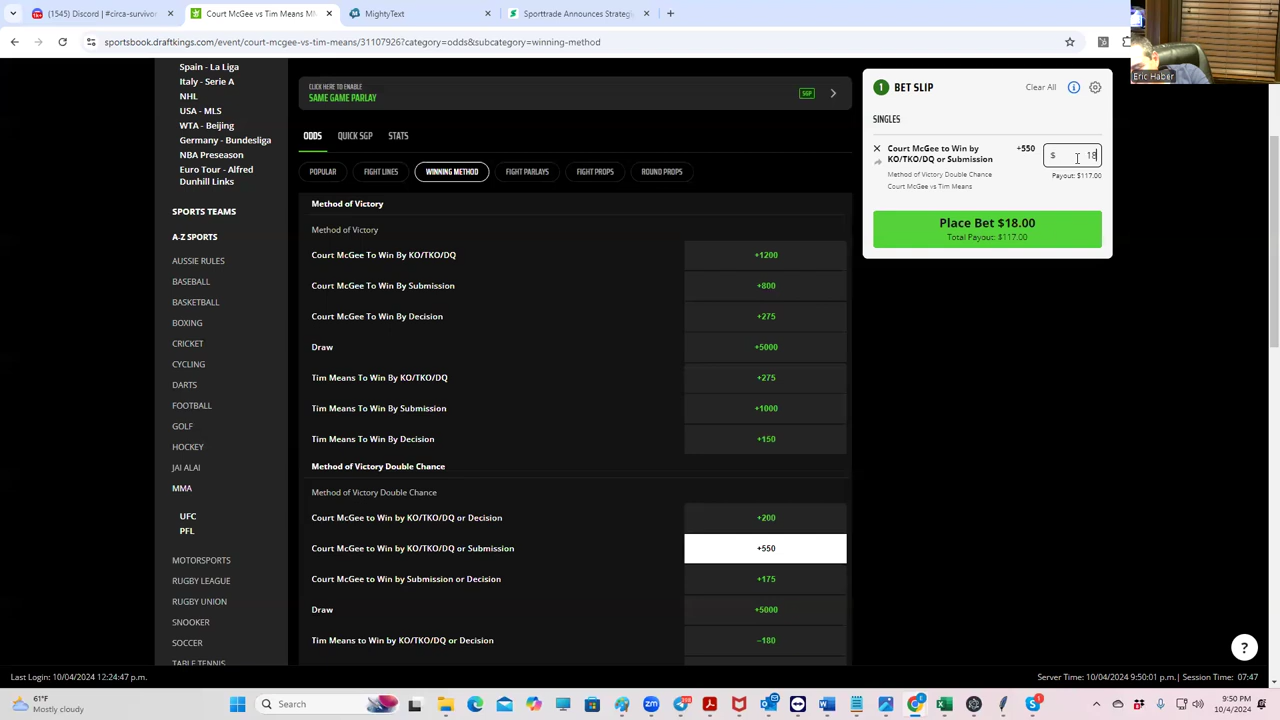 (1545) Discord | #circa-survivor
Court McGee vs Tim Means M
MightyText
Sporttrade Announces Strateg
sportsbook.draftkings.com/event/court-mcgee-vs-tim-means/31107926?category=odds&subcategory=winning-method
Eric Haber
Spain - La Liga
Italy - Serie A
NHL
USA - MLS
WTA - Beijing
Germany - Bundesliga
NBA Preseason
Euro Tour - Alfred
Dunhill Links
SPORTS TEAMS
A-Z SPORTS
AUSSIE RULES
BASEBALL
BASKETBALL
BOXING
CRICKET
CYCLING
DARTS
FOOTBALL
GOLF
HOCKEY
JAI ALAI
MMA
UFC
PFL
MOTORSPORTS
RUGBY LEAGUE
RUGBY UNION
SNOOKER
SOCCER
TABLE TENNIS
CLICK HERE TO ENABLE
SAME GAME PARLAY
SGP
ODDS QUICK SGP STATS
POPULAR FIGHT LINES WINNING METHOD FIGHT PARLAYS FIGHT PROPS ROUND PROPS
Method of Victory
Method of Victory
Court McGee To Win By KO/TKO/DQ +1200
Court McGee To Win By Submission +800
Court McGee To Win By Decision +275
Draw +5000
Tim Means To Win By KO/TKO/DQ +275
Tim Means To Win By Submission +1000
Tim Means To Win By Decision +150
Method of Victory Double Chance
Method of Victory Double Chance
Court McGee to Win by KO/TKO/DQ or Decision +200
Court McGee to Win by KO/TKO/DQ or Submission +550
Court McGee to Win by Submission or Decision +175
Draw +5000
Tim Means to Win by KO/TKO/DQ or Decision −180
1 BET SLIP Clear All
SINGLES
Court McGee to Win by +550 $ 18
KO/TKO/DQ or Submission
Method of Victory Double Chance Payout: $117.00
Court McGee vs Tim Means
Place Bet $18.00
Total Payout: $117.00
?
Last Login: 10/04/2024 12:24:47 p.m.
Server Time: 10/04/2024 9:50:01 p.m.| Session Time: 07:47
61°F
Mostly cloudy
Search
9:50 PM
10/4/2024